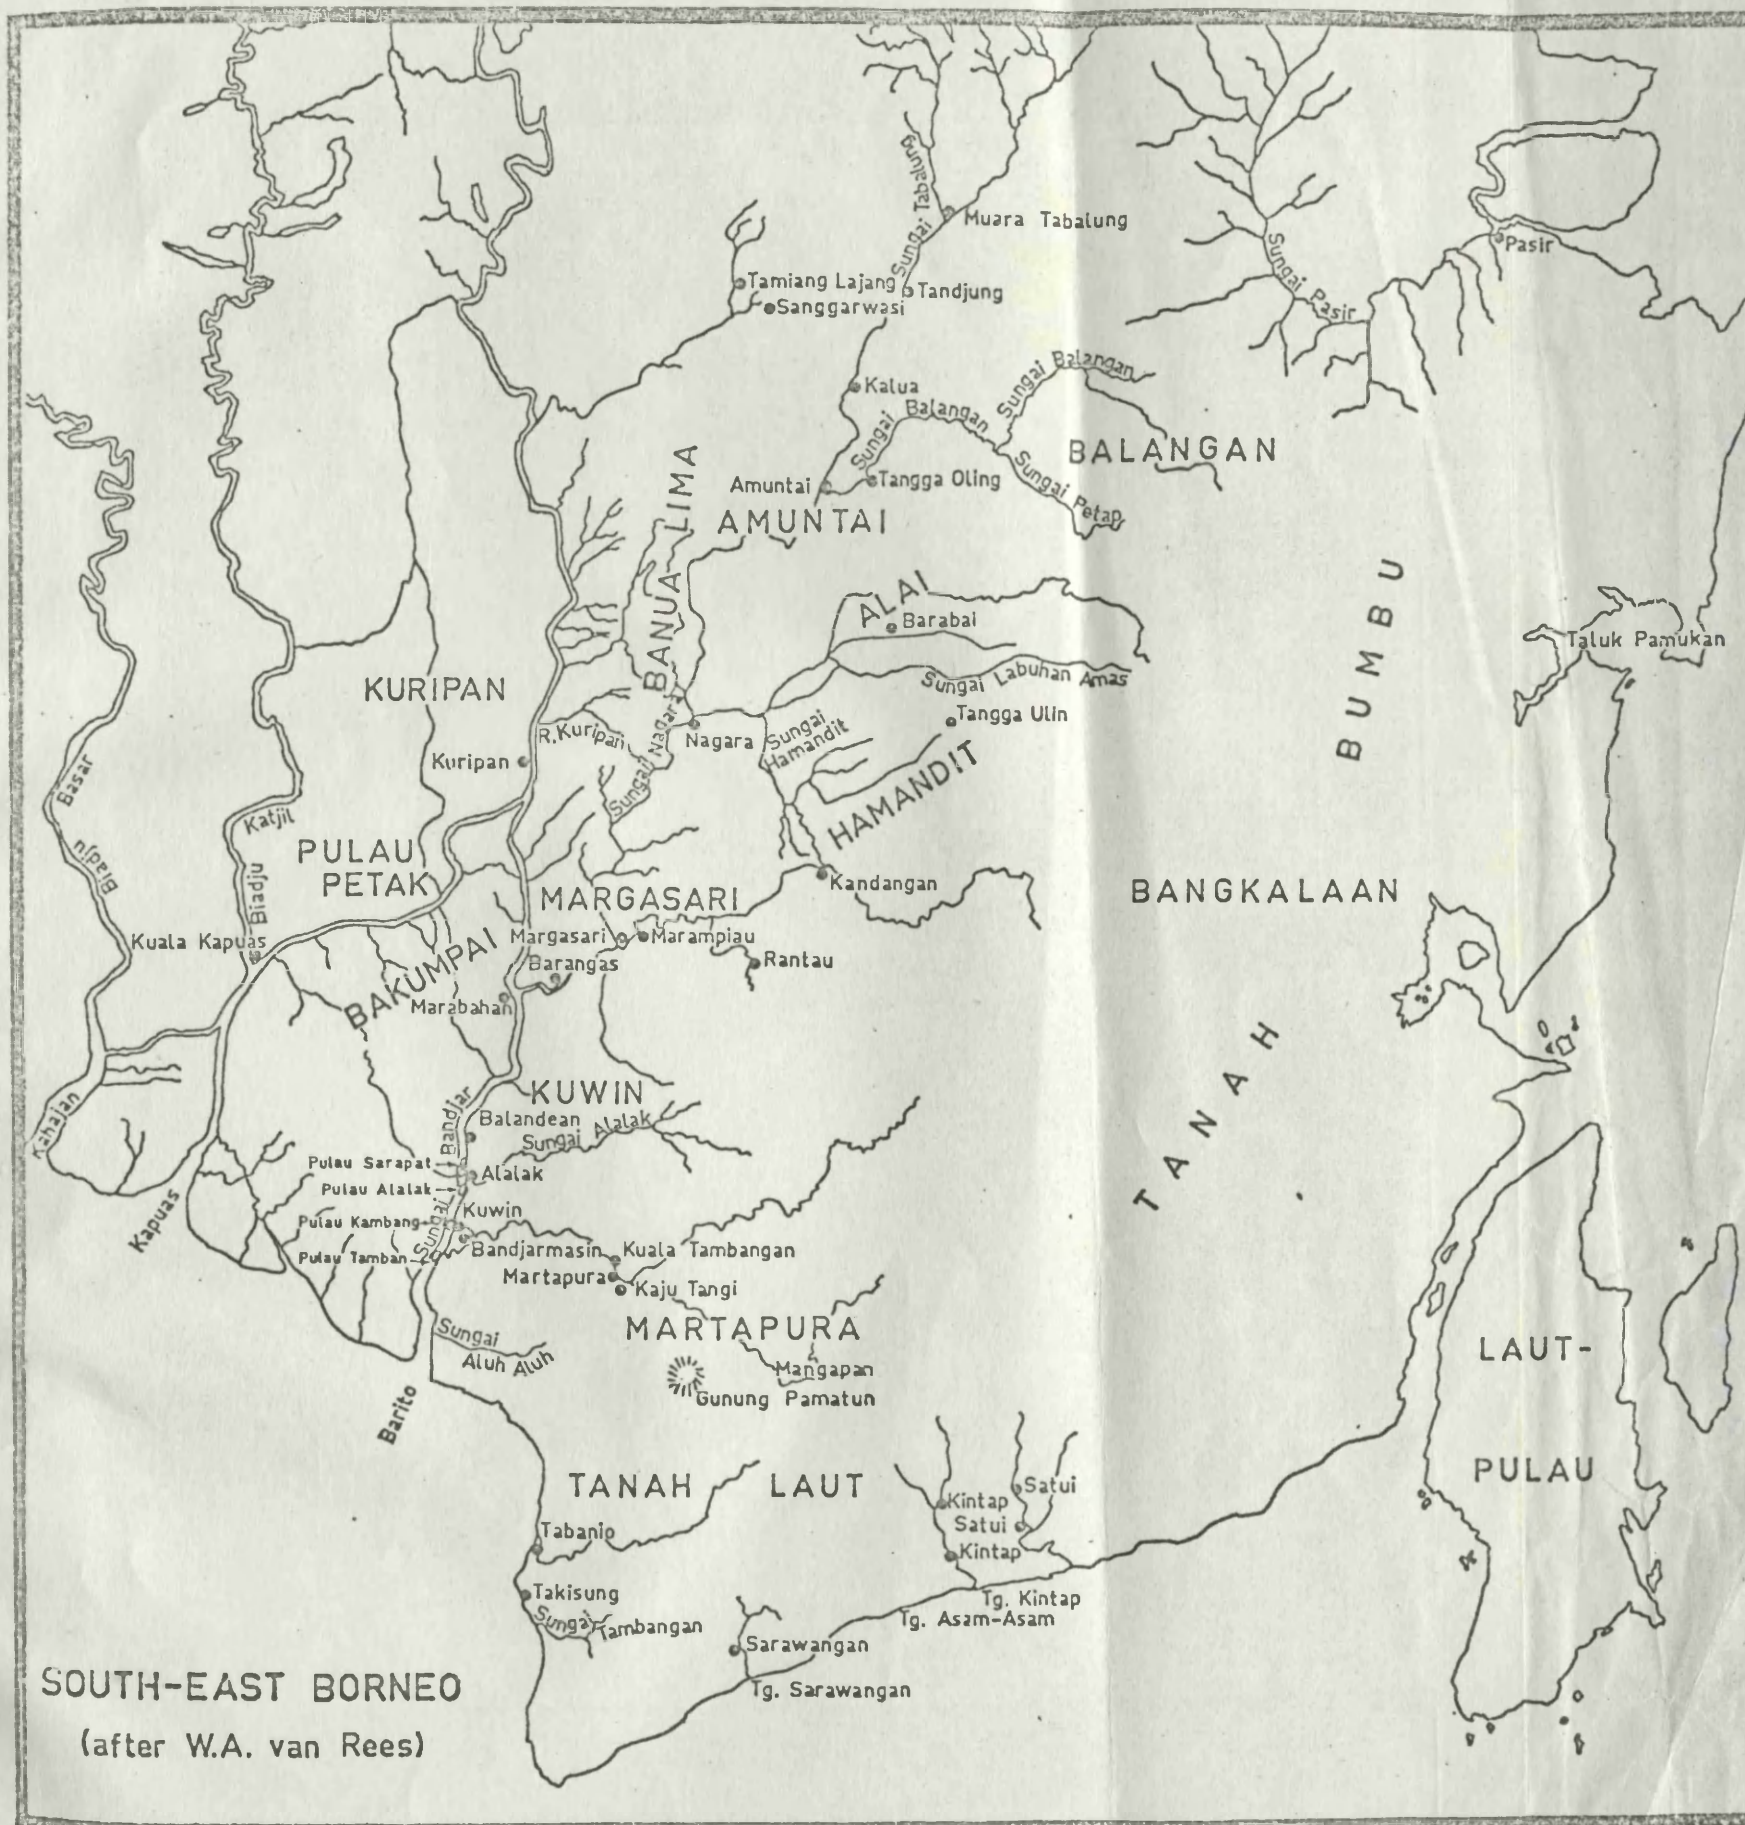 Sungai Tabalung
Muara Tabalung
Sungai Pasir
Pasir
Tamiang Lajang
Sungai Tabalung
Tandjung
Sanggarwasi
Kalua
Sungai Balangan
Sungai Balangan
BALANGAN
Amuntai
Tangga Oling
Sungai Petap
AMUNTAI
BANUA LIMA
ALAI
Barabai
BUMBU
Taluk Pamukan
KURIPAN
Sungai Labuhan Amas
Tangga Ulin
R. Kuripan
Sungai Nagara
Nagara
Sungai
Hamandit
Kuripan
HAMANDIT
Basar
Katjil
Biadju
Biadju
PULAU
PETAK
Kandangan
BANGKALAAN
MARGASARI
Margasari
Marampiau
Kuala Kapuas
BAKUMPAI
Barangas
Rantau
Marabahan
TANAH
KUWIN
Kahajan
Bandjar
Balandean
Sungai Alalak
Pulau Sarapat
Alalak
Pulau Alalak
Kapuas
Kuwin
Pulau Kambang
Sungai
Bandjarmasin
Kuala Tambangan
Pulau Tamban
Martapura
Kaju Tangi
MARTAPURA
Sungai
Aluh Aluh
Mangapan
Gunung Pamatun
LAUT-
PULAU
Barito
TANAH LAUT
Kintap
Satui
Satui
Kintap
Tabanio
Takisung
Sungai Tambangan
Tg. Kintap
Tg. Asam-Asam
Sarawangan
Tg. Sarawangan
SOUTH-EAST BORNEO
(after W.A. van Rees)